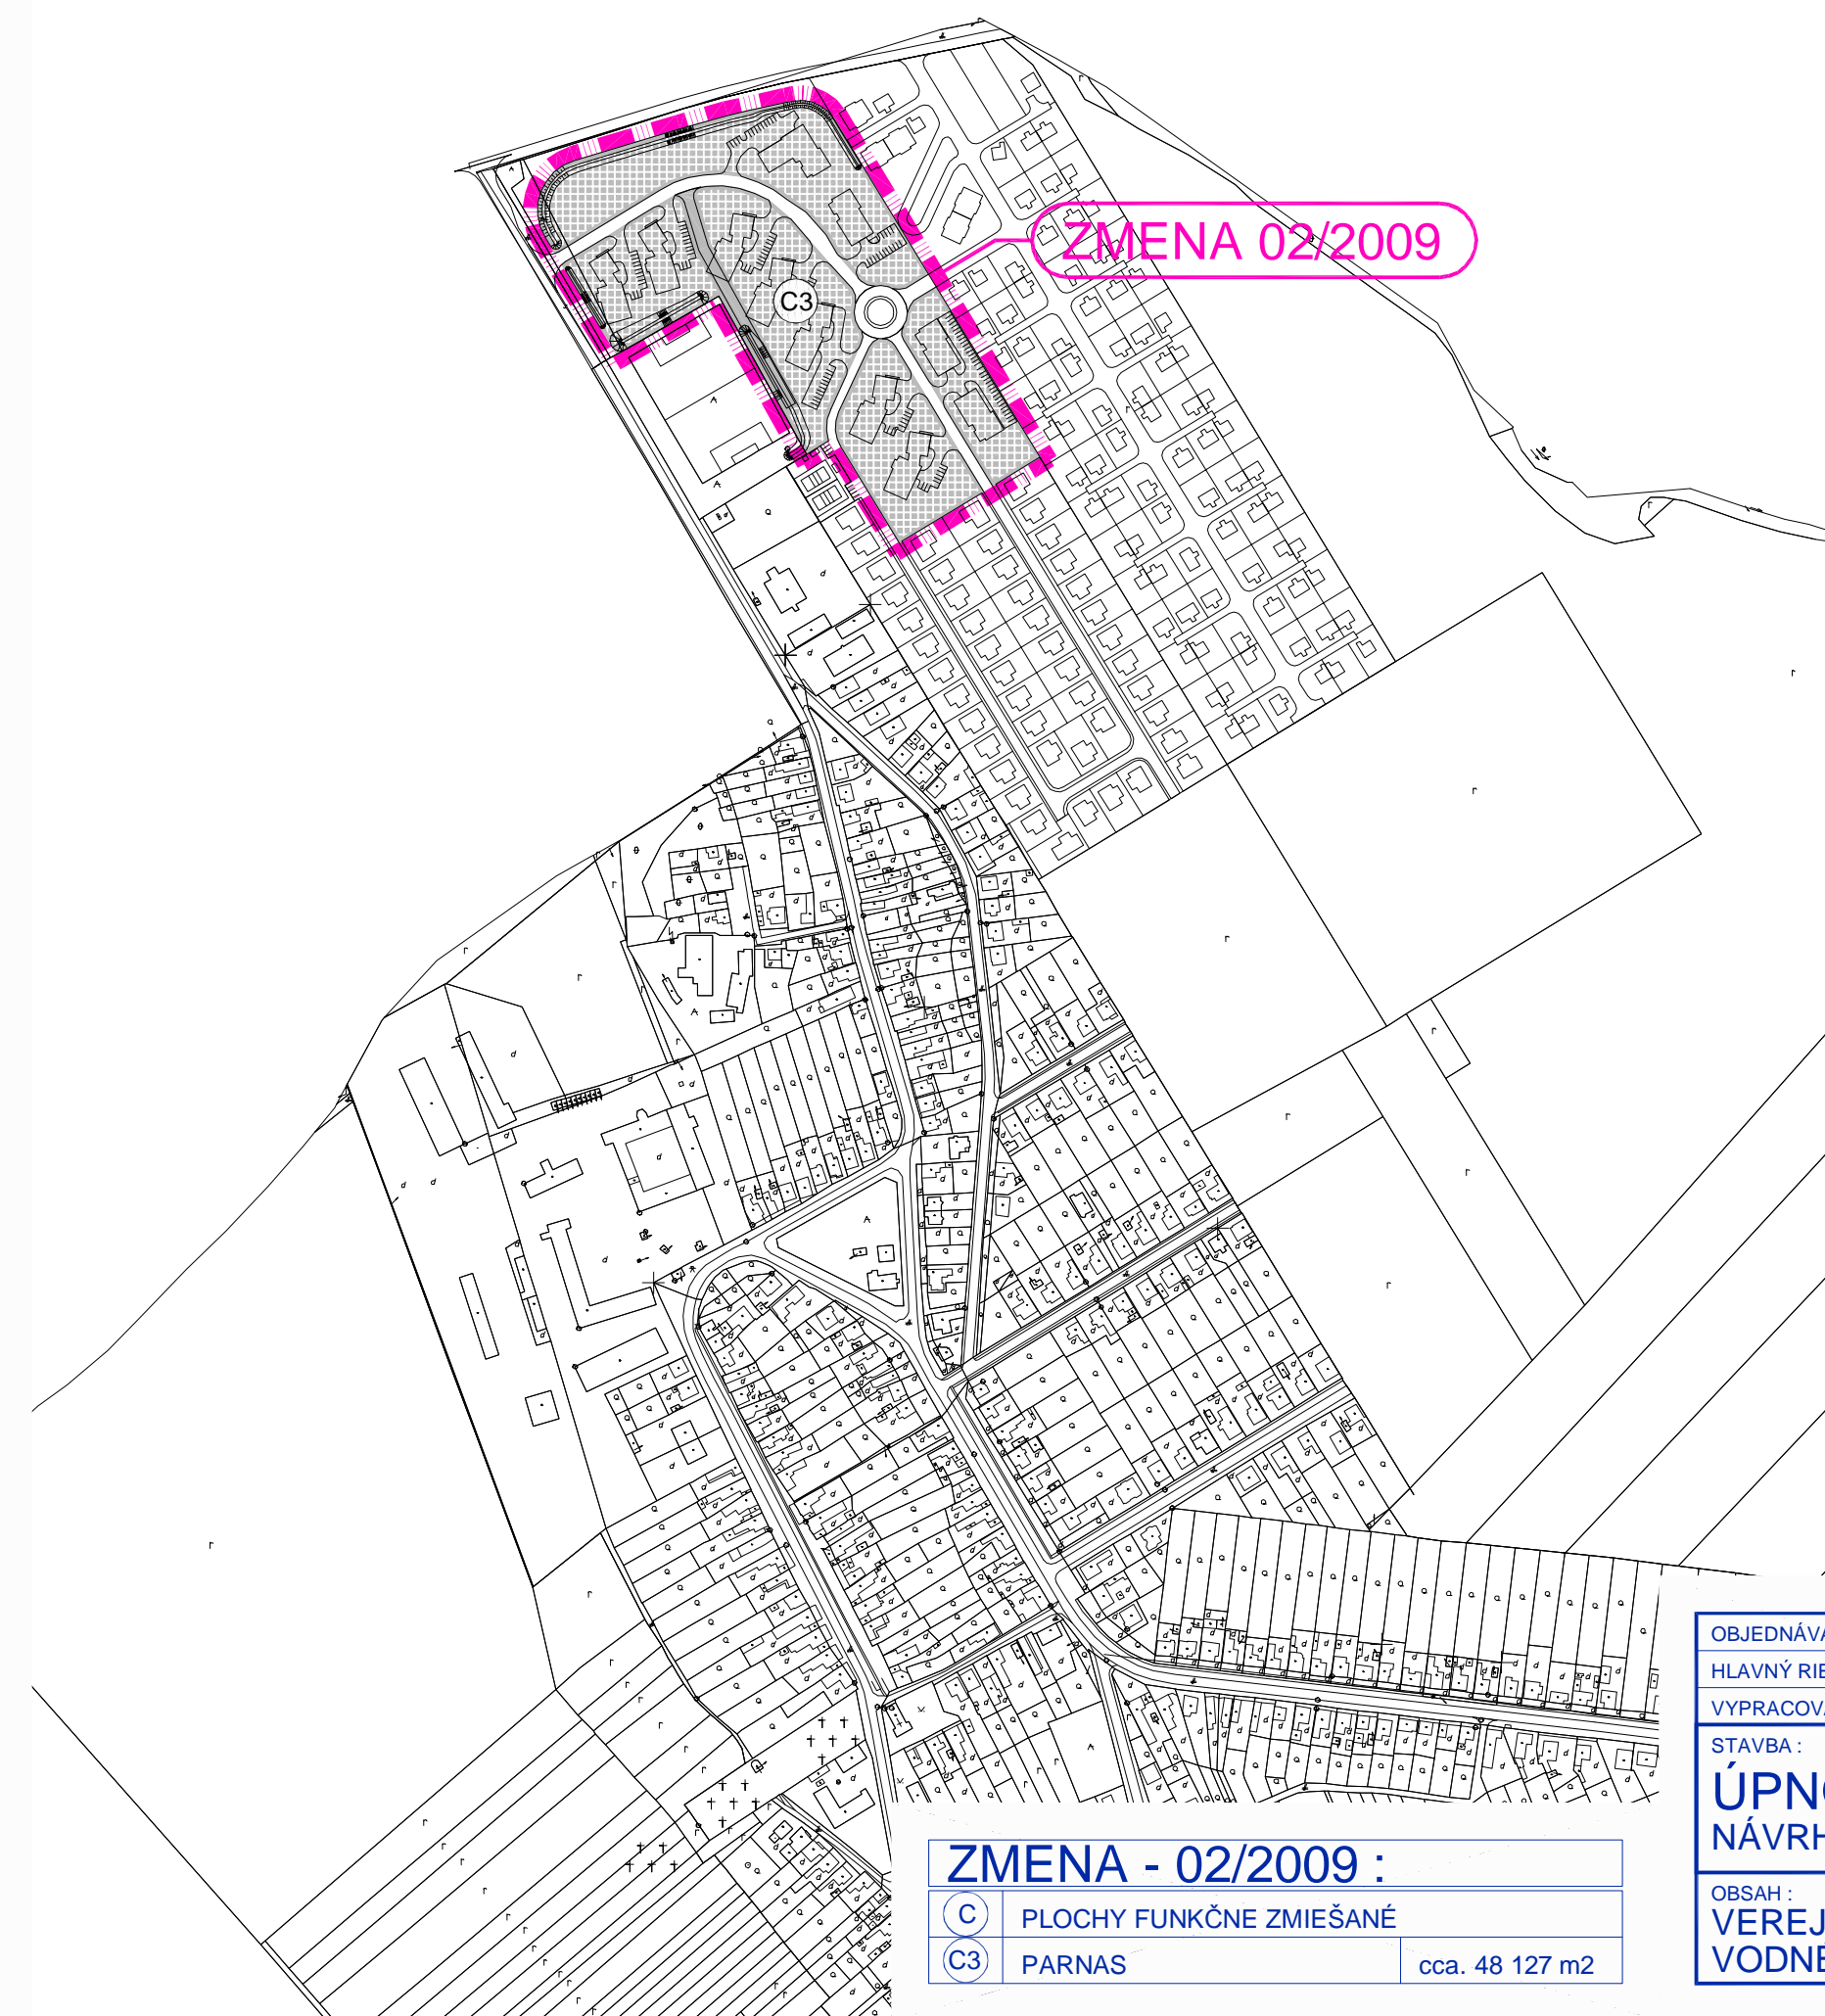 ZMENA 02/2009
C3
ZMENA - 02/2009 :
C PLOCHY FUNKČNE ZMIEŠANÉ
C3 PARNAS cca. 48 127 m2
OBJEDNÁVA
HLAVNÝ RIE
VYPRACOVA
STAVBA :
ÚPN
NÁVRH
OBSAH :
VEREJ
VODNÉ